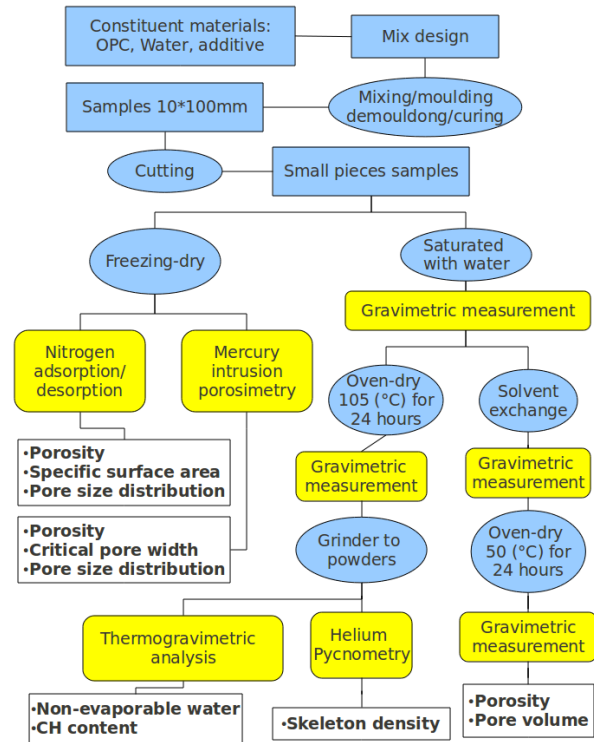 Constituent materials:
OPC, Water, additive
Mix design
Samples 10*100mm
Mixing/moulding
demouldong/curing
Cutting
Small pieces samples
Freezing-dry
Saturated
with water
Gravimetric measurement
Nitrogen
adsorption/
desorption
Mercury
intrusion
porosimetry
Oven-dry
105 (°C) for
24 hours
Solvent
exchange
•Porosity
•Specific surface area
•Pore size distribution
Gravimetric
measurement
Gravimetric
measurement
•Porosity
•Critical pore width
•Pore size distribution
Grinder to
powders
Oven-dry
50 (°C) for
24 hours
Thermogravimetric
analysis
Helium
Pycnometry
Gravimetric
measurement
•Non-evaporable water
•CH content
•Skeleton density
•Porosity
•Pore volume